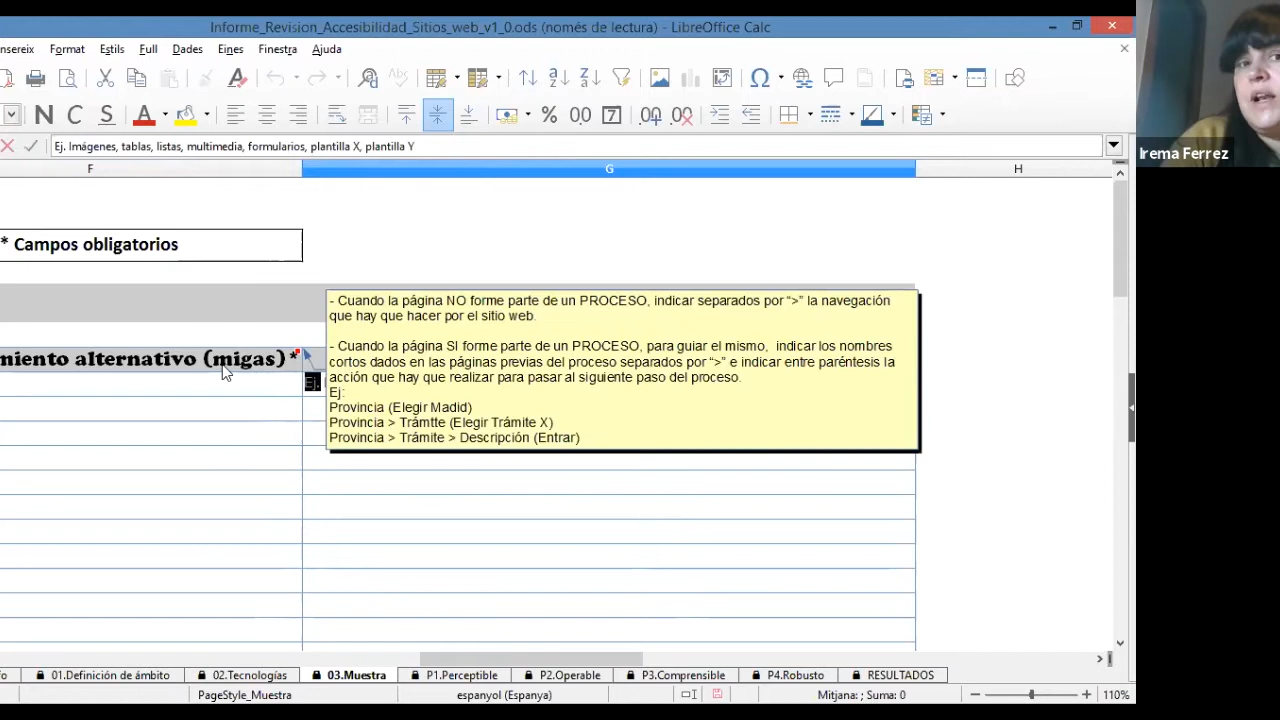 Informe_Revision_Accesibilidad_Sitios_web_v1_0.ods (només de lectura) - LibreOffice Calc
nsereix Format Estils Full Dades Eines Finestra Ajuda
Ej. Imágenes, tablas, listas, multimedia, formularios, plantilla X, plantilla Y
Irema Ferrez
F G H
* Campos obligatorios
- Cuando la página NO forme parte de un PROCESO, indicar separados por “>” la navegación
que hay que hacer por el sitio web.
- Cuando la página SI forme parte de un PROCESO, para guiar el mismo, indicar los nombres
cortos dados en las páginas previas del proceso separados por “>” e indicar entre paréntesis la
acción que hay que realizar para pasar al siguiente paso del proceso.
Ej:
Provincia (Elegir Madid)
Provincia > Trámtte (Elegir Trámite X)
Provincia > Trámite > Descripción (Entrar)
miento alternativo (migas) *
Ej.
fo 01.Definición de ámbito 02.Tecnologías 03.Muestra P1.Perceptible P2.Operable P3.Comprensible P4.Robusto RESULTADOS
PageStyle_Muestra espanyol (Espanya) Mitjana: ; Suma: 0 110%